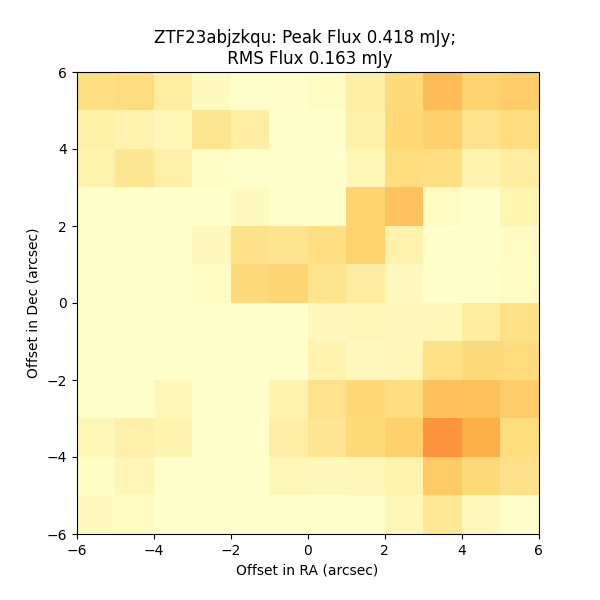 ZTF23abjzkqu: Peak Flux 0.418 mJy;
RMS Flux 0.163 mJy
6
4
2
0
−2
−4
−6
Offset in Dec (arcsec)
−6 −4 −2 0 2 4 6
Offset in RA (arcsec)